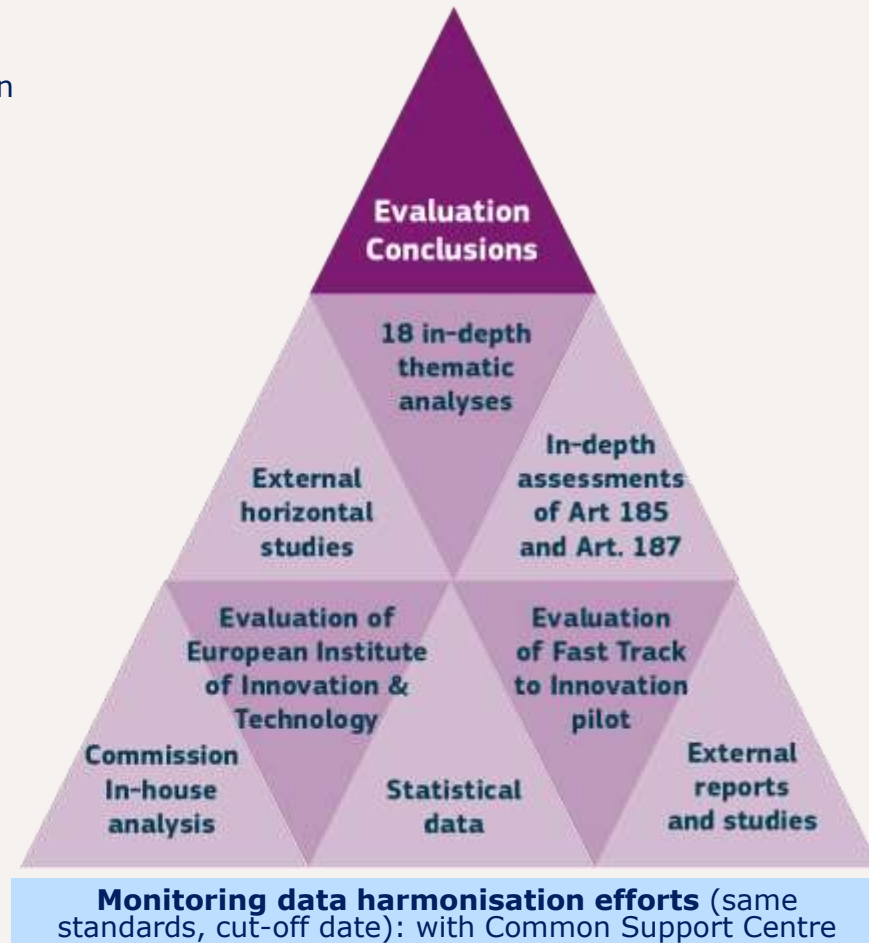 n
Evaluation
Conclusions
18 in-depth
thematic
analyses
External
horizontal
studies
In-depth
assessments
of Art 185
and Art. 187
Evaluation of
European Institute
of Innovation &
Technology
Evaluation
of Fast Track
to Innovation
pilot
Commission
In-house
analysis
Statistical
data
External
reports
and studies
Monitoring data harmonisation efforts (same
standards, cut-off date): with Common Support Centre